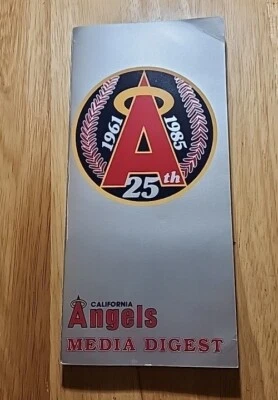 1961 A 1985
25th
CALIFORNIA
Angels
MEDIA DIGEST